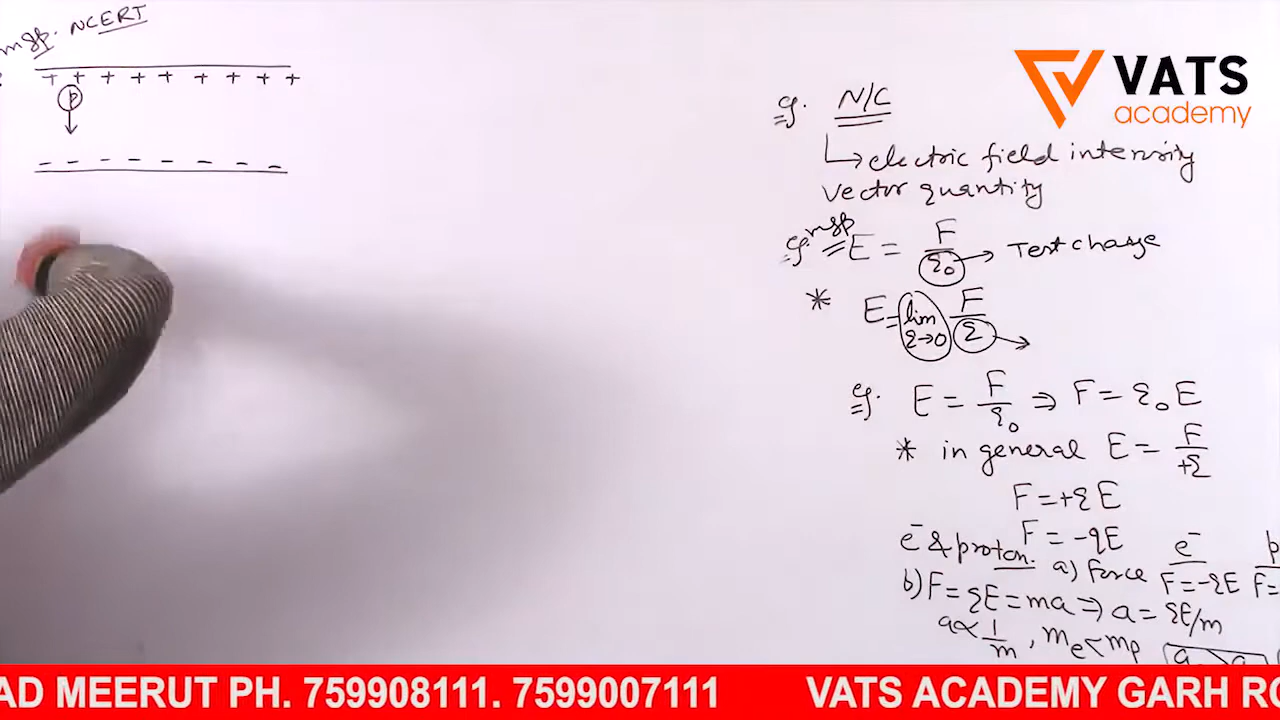 msp. NCERT
+ + + + + + + + +
p
- - - - - - - -
VATS
academy
eg. N/C
↳ electric field intensity
vector quantity
eg. msp E = F/q₀ → Test charge
* E = lim q→0 F/q →
eg. E = F/q₀ ⇒ F = q₀E
* in general E = F/+q
F = +qE
F = -qE
e⁻ & proton. a) Force e⁻ F = -qE p F =
b) F = qE = ma ⇒ a = qE/m
a ∝ 1/m, mₑ < mp
AD MEERUT PH. 759908111. 7599007111 VATS ACADEMY GARH RO